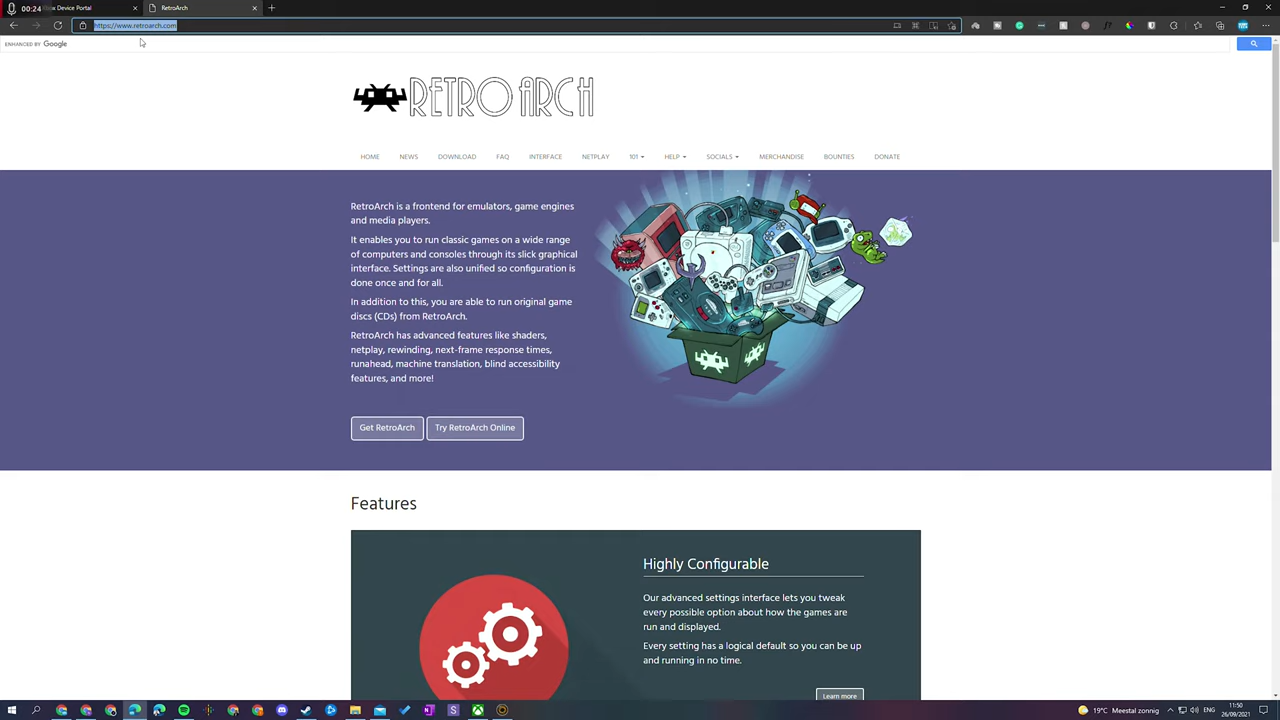 00:24
box Device Portal
RetroArch
https://www.retroarch.com
ENHANCED BY Google
RETRO ARCH
HOME NEWS DOWNLOAD FAQ INTERFACE NETPLAY 101 HELP SOCIALS MERCHANDISE BOUNTIES DONATE
RetroArch is a frontend for emulators, game engines
and media players.
It enables you to run classic games on a wide range
of computers and consoles through its slick graphical
interface. Settings are also unified so configuration is
done once and for all.
In addition to this, you are able to run original game
discs (CDs) from RetroArch.
RetroArch has advanced features like shaders,
netplay, rewinding, next-frame response times,
runahead, machine translation, blind accessibility
features, and more!
Get RetroArch Try RetroArch Online
Features
Highly Configurable
Our advanced settings interface lets you tweak
every possible option about how the games are
run and displayed.
Every setting has a logical default so you can be up
and running in no time.
Learn more
19°C Meestal zonnig
11:50
26/09/2021